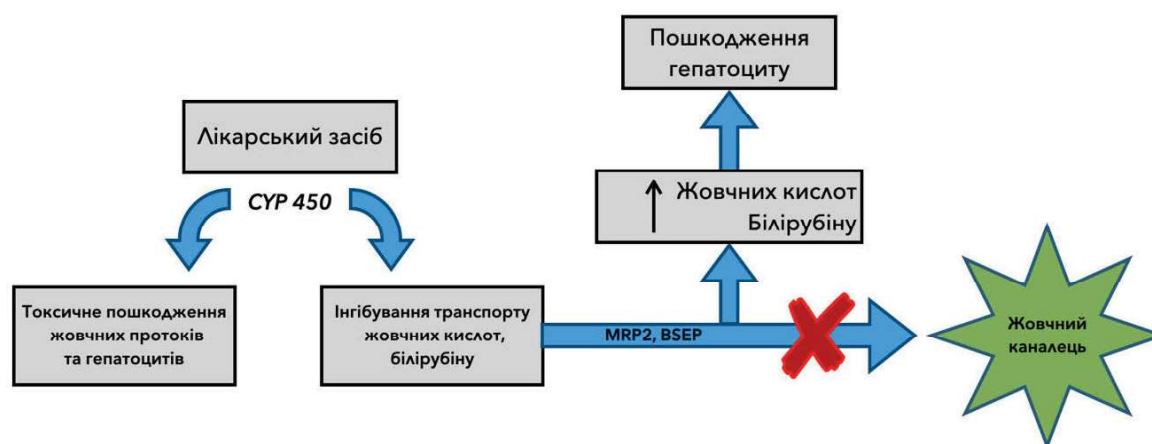 Пошкодження
гепатоциту
Лікарський засіб
CYP 450
↑ Жовчних кислот
Білірубіну
Токсичне пошкодження
жовчних протоків
та гепатоцитів
Інгібування транспорту
жовчних кислот,
білірубіну
MRP2, BSEP
Жовчний
каналець